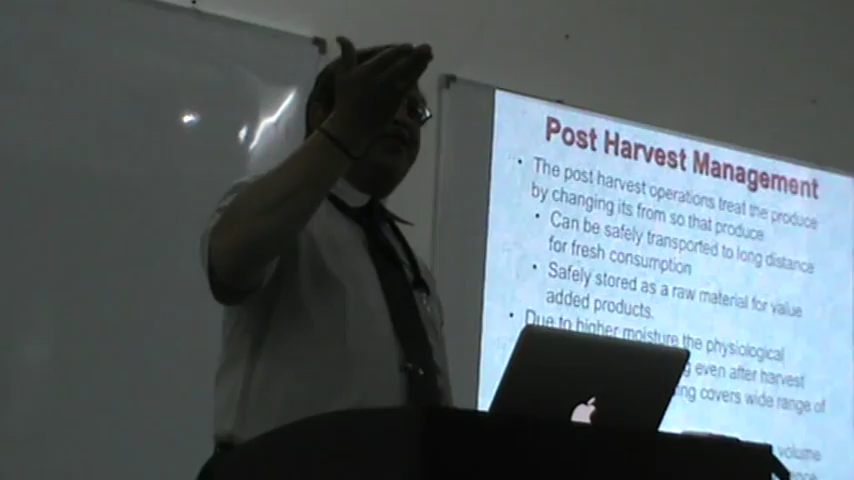 Post Harvest Management
• The post harvest operations treat the produce
by changing its from so that produce
• Can be safely transported to long distance
for fresh consumption
• Safely stored as a raw material for value
added products.
• Due to higher moisture the physiological
even after harvest
covers wide range of
volume